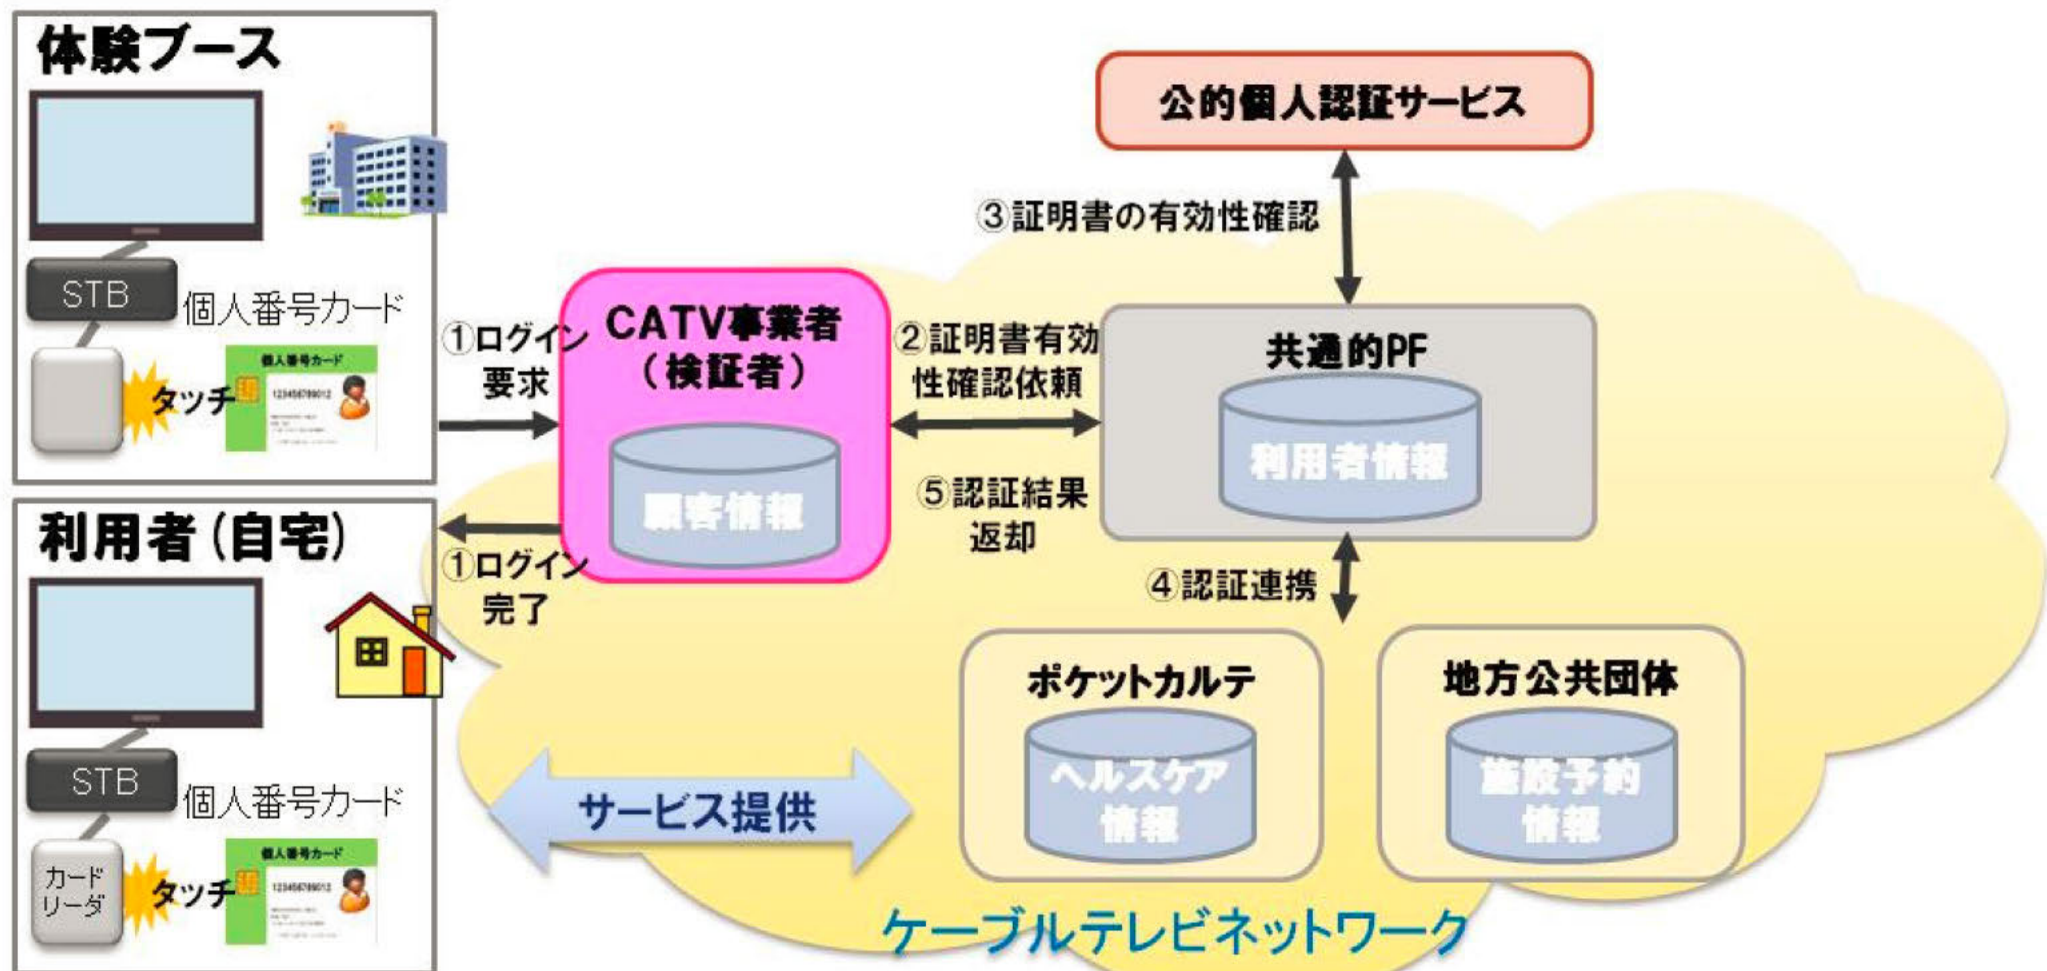 体験ブース
STB
個人番号カード
タッチ
個人番号カード
123456789012
利用者(自宅)
STB
個人番号カード
カード
リーダ
タッチ
個人番号カード
123456789012
①ログイン
要求
①ログイン
完了
CATV事業者
(検証者)
顧客情報
②証明書有効
性確認依頼
⑤認証結果
返却
公的個人認証サービス
③証明書の有効性確認
共通的PF
利用者情報
④認証連携
ポケットカルテ
ヘルスケア
情報
地方公共団体
施設予約
情報
サービス提供
ケーブルテレビネットワーク